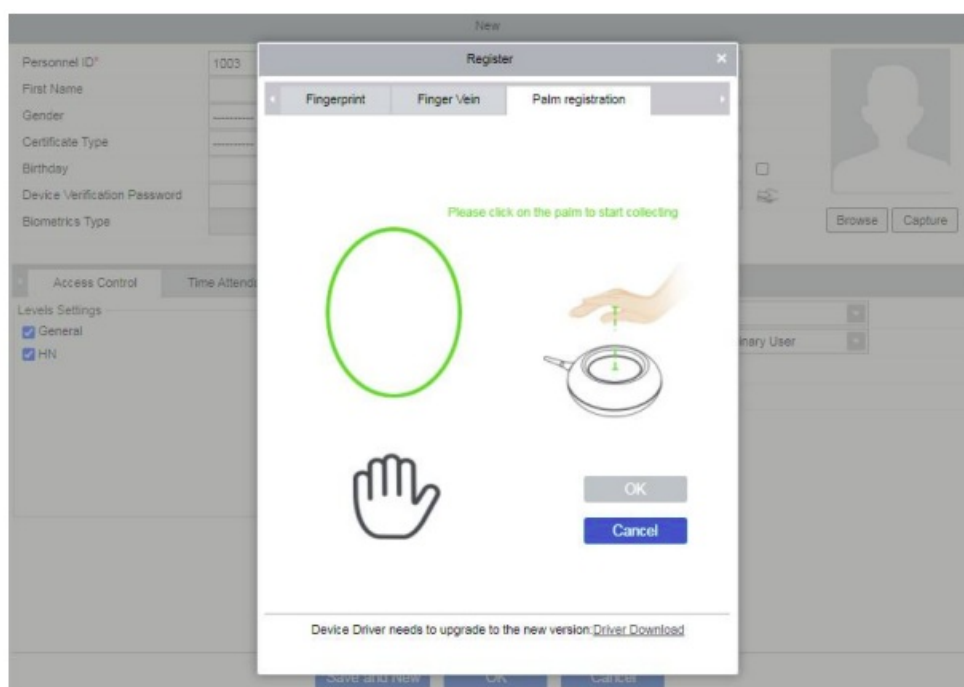 New
Register
Personnel ID*
1003
First Name
Gender
----------
Certificate Type
----------
Birthday
Device Verification Password
Biometrics Type
Fingerprint
Finger Vein
Palm registration
Please click on the palm to start collecting
Browse
Capture
Access Control
Time Attend
Levels Settings
General
HN
inary User
OK
Cancel
Device Driver needs to upgrade to the new version:Driver Download
Save and New
OK
Cancel